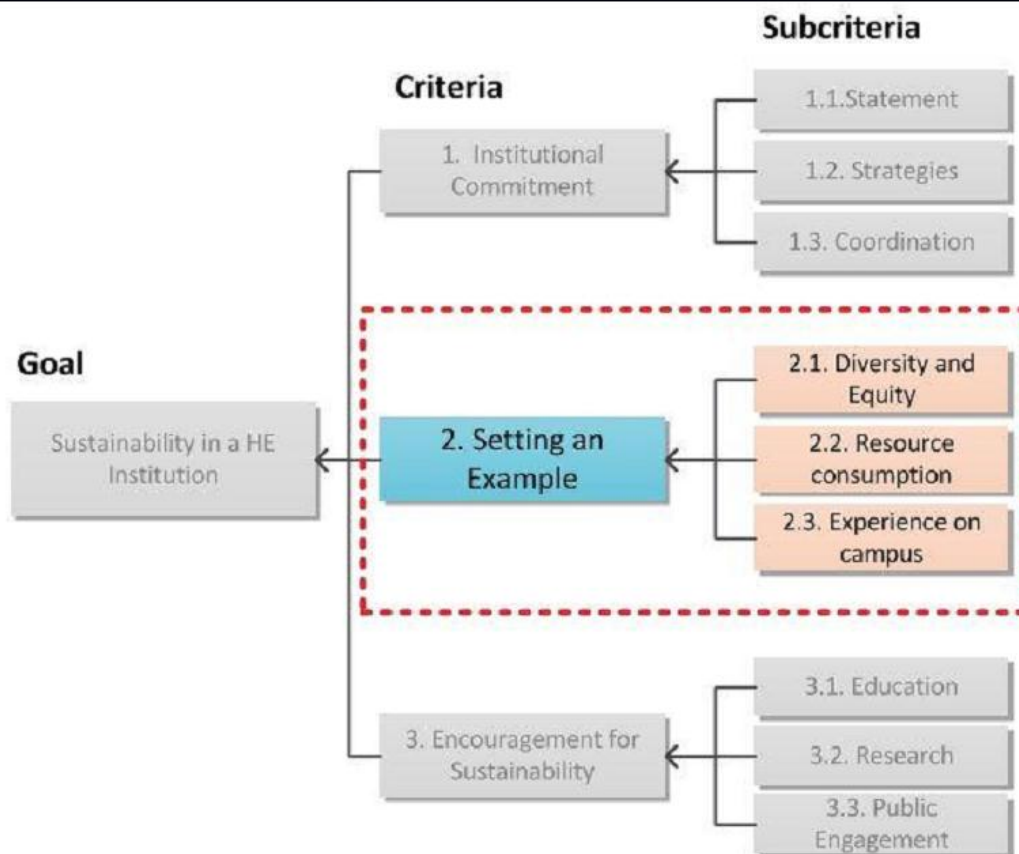 Subcriteria
Criteria
1.1.Statement
1. Institutional
Commitment
1.2. Strategies
1.3. Coordination
Goal
Sustainability in a HE
Institution
2. Setting an
Example
2.1. Diversity and
Equity
2.2. Resource
consumption
2.3. Experience on
campus
3. Encouragement for
Sustainability
3.1. Education
3.2. Research
3.3. Public
Engagement